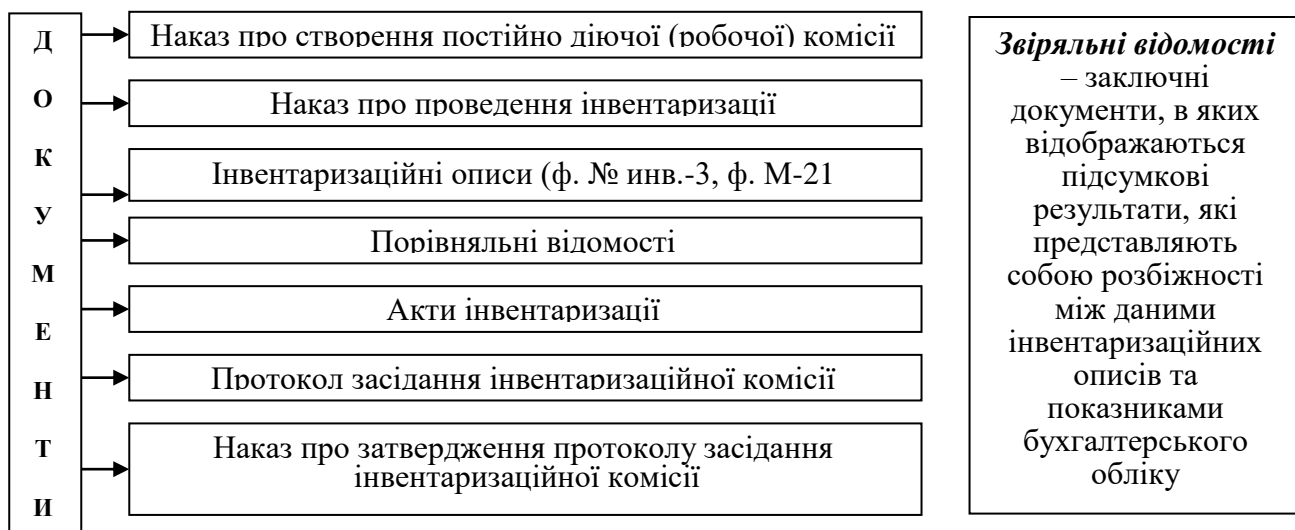 Д
О
К
У
М
Е
Н
Т
И
Наказ про створення постійно діючої (робочої) комісії
Наказ про проведення інвентаризації
Інвентаризаційні описи (ф. № инв.-3, ф. М-21
Порівняльні відомості
Акти інвентаризації
Протокол засідання інвентаризаційної комісії
Наказ про затвердження протоколу засідання
інвентаризаційної комісії
Звіряльні відомості
– заключні
документи, в яких
відображаються
підсумкові
результати, які
представляють
собою розбіжності
між даними
інвентаризаційних
описів та
показниками
бухгалтерського
обліку